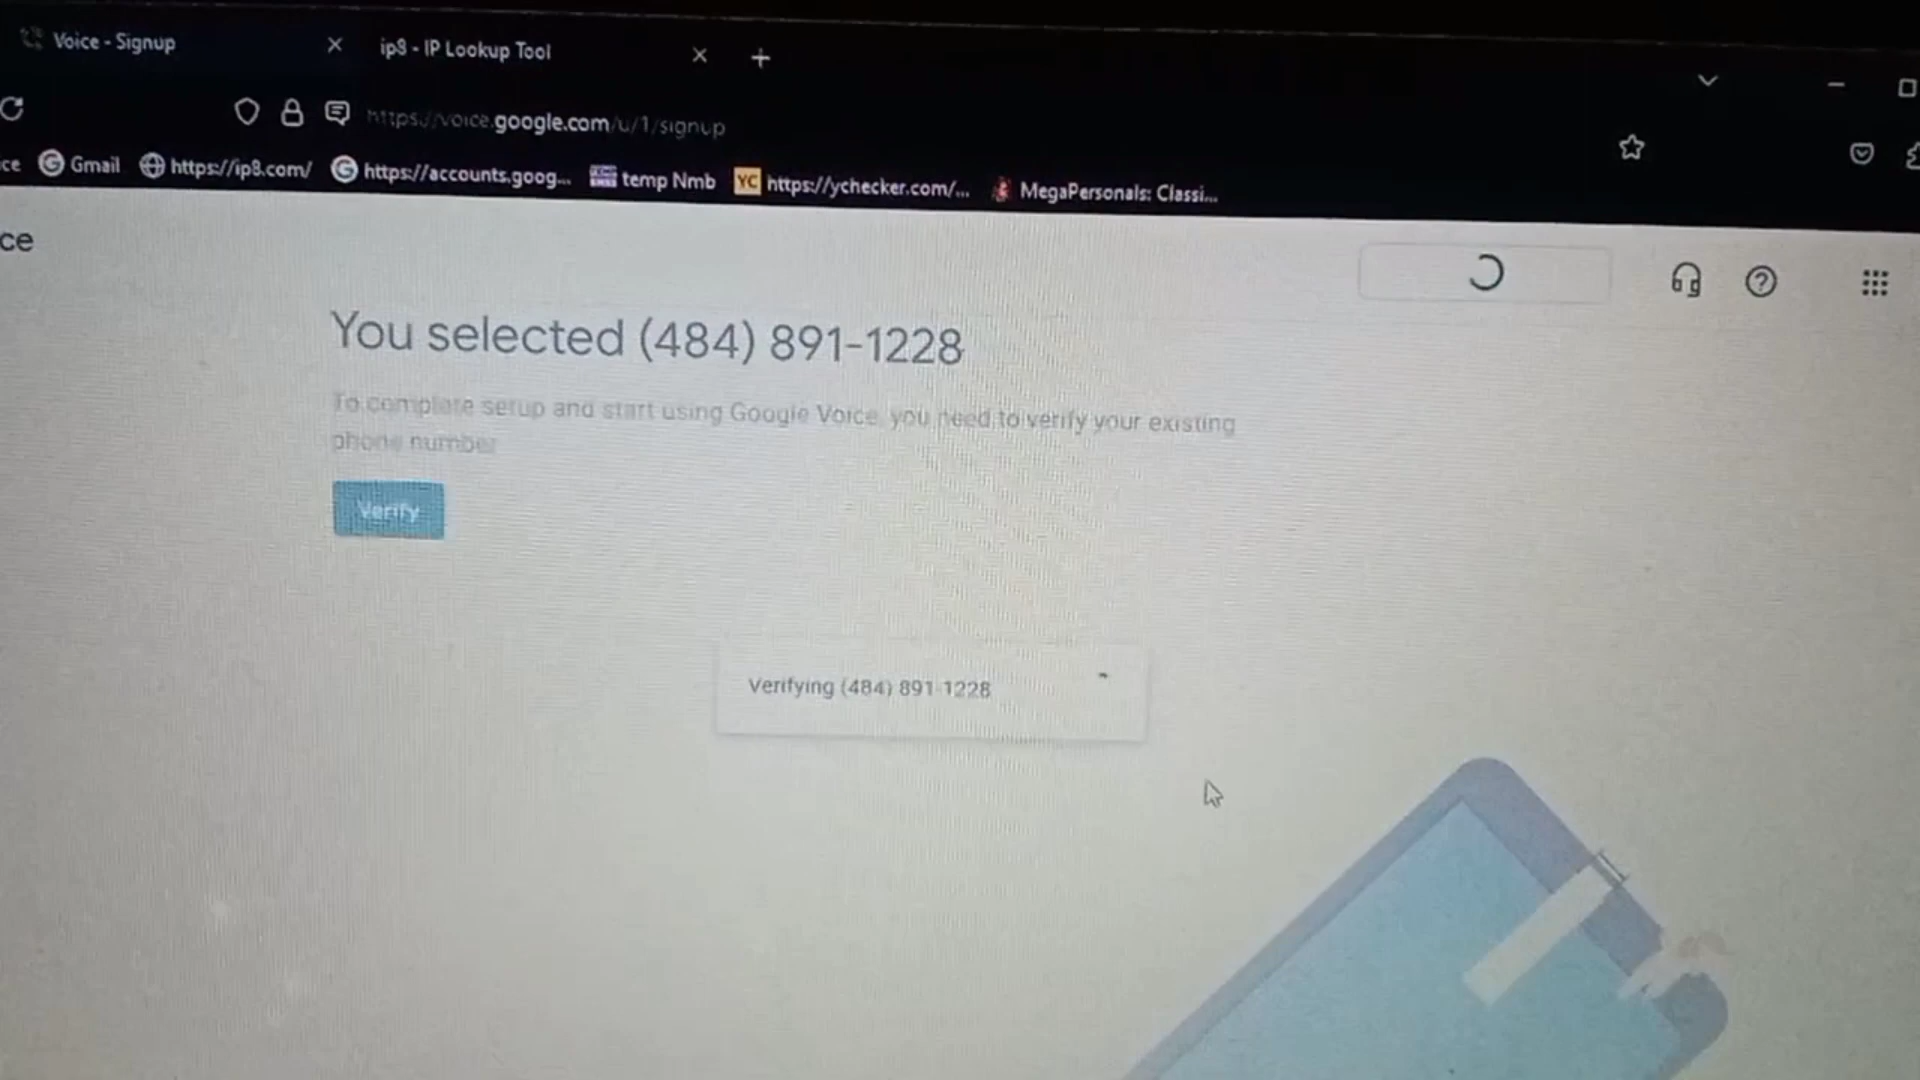 Voice - Signup
ip8 - IP Lookup Tool
https://voice.google.com/u/1/signup
ce
Gmail
https://ip8.com/
https://accounts.goog...
temp Nmb
YC https://ychecker.com/...
MegaPersonals: Classi...
ce
You selected (484) 891-1228
To complete setup and start using Google Voice, you need to verify your existing
phone number
Verify
Verifying (484) 891-1228